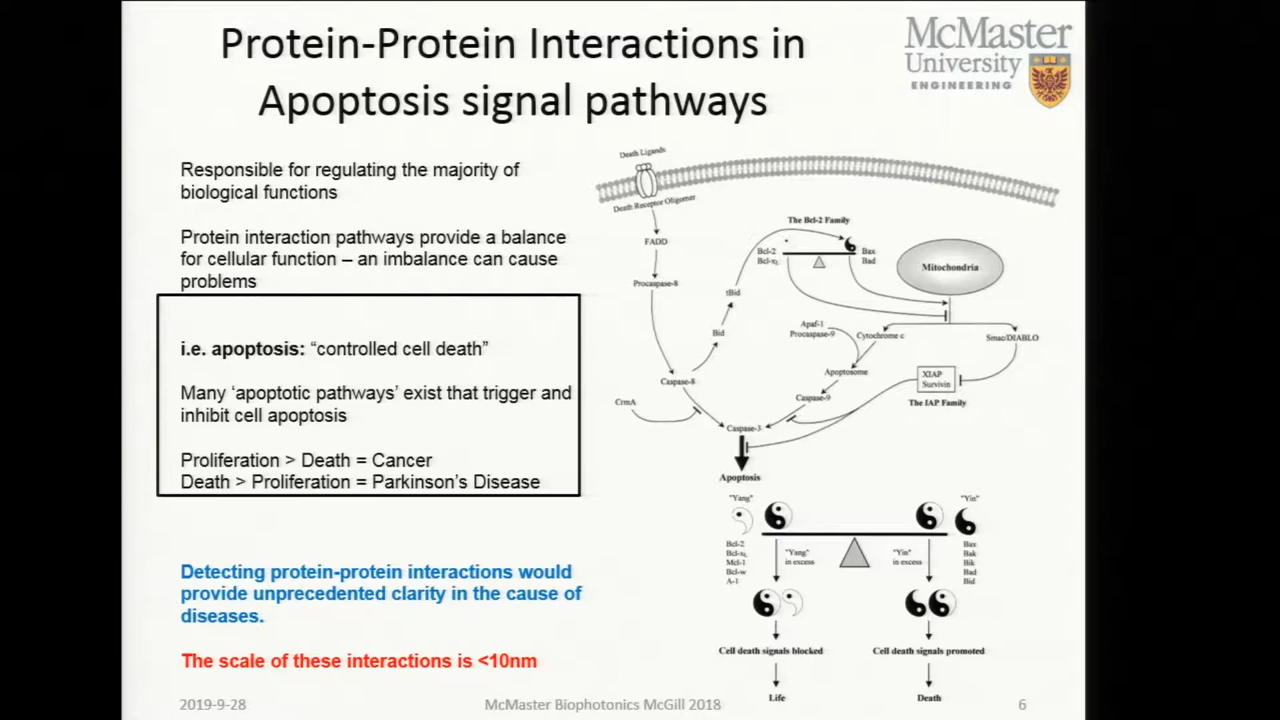 Protein-Protein Interactions in
Apoptosis signal pathways
McMaster
University
ENGINEERING
Responsible for regulating the majority of
biological functions
Protein interaction pathways provide a balance
for cellular function – an imbalance can cause
problems
i.e. apoptosis: “controlled cell death”
Many ‘apoptotic pathways’ exist that trigger and
inhibit cell apoptosis
Proliferation > Death = Cancer
Death > Proliferation = Parkinson’s Disease
Detecting protein-protein interactions would
provide unprecedented clarity in the cause of
diseases.
The scale of these interactions is <10nm
Death Ligands
Death Receptor Oligomer
FADD
Procaspase-8
Caspase-8
CrmA
Bid
tBid
The Bcl-2 Family
Bcl-2
Bcl-xL
Bax
Bad
Mitochondria
Apaf-1
Procaspase-9
Cytochrome c
Smac/DIABLO
Apoptosome
Caspase-9
XIAP
Survivin
The IAP Family
Caspase-3
Apoptosis
"Yang"
"Yin"
Bcl-2
Bcl-xL
Mcl-1
Bcl-w
A-1
"Yang"
in excess
"Yin"
in excess
Bax
Bak
Bik
Bad
Bid
Cell death signals blocked
Cell death signals promoted
Life
Death
2019-9-28
McMaster Biophotonics McGill 2018
6